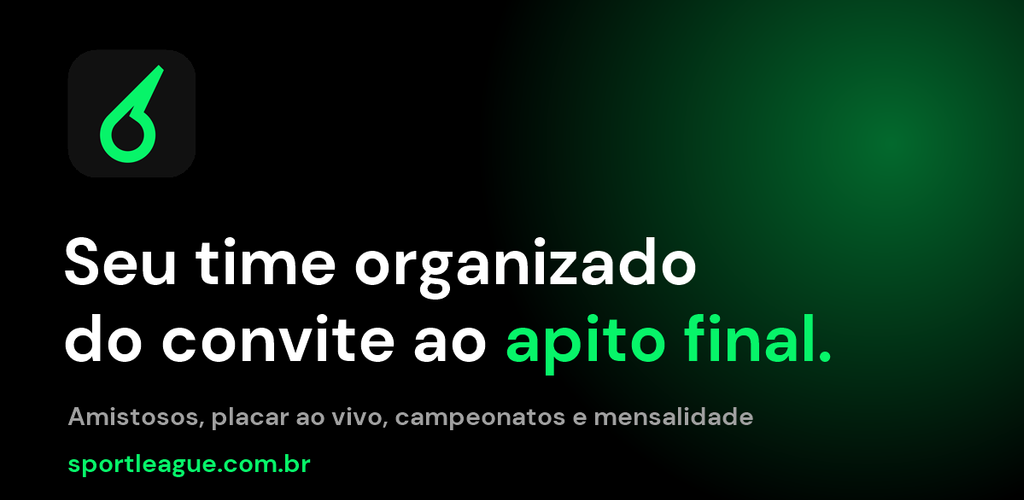 Seu time organizado
do convite ao apito final.
Amistosos, placar ao vivo, campeonatos e mensalidade
sportleague.com.br